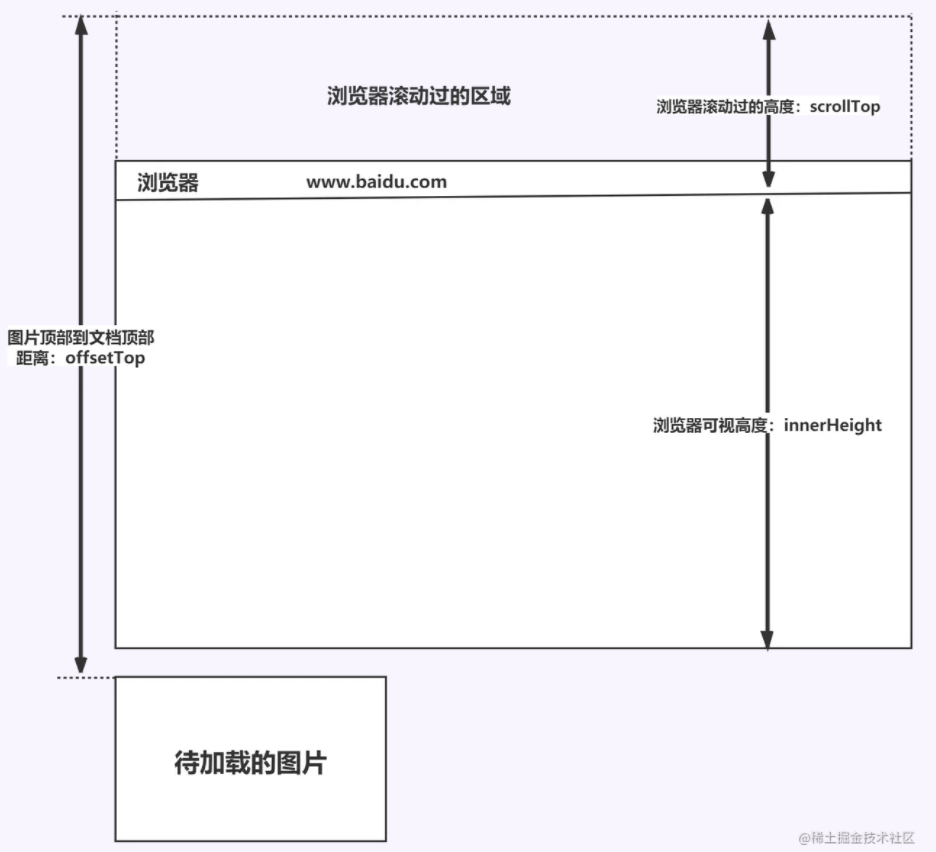 浏览器滚动过的区域
浏览器滚动过的高度：scrollTop
浏览器
www.baidu.com
图片顶部到文档顶部
距离：offsetTop
浏览器可视高度：innerHeight
待加载的图片
@稀土掘金技术社区